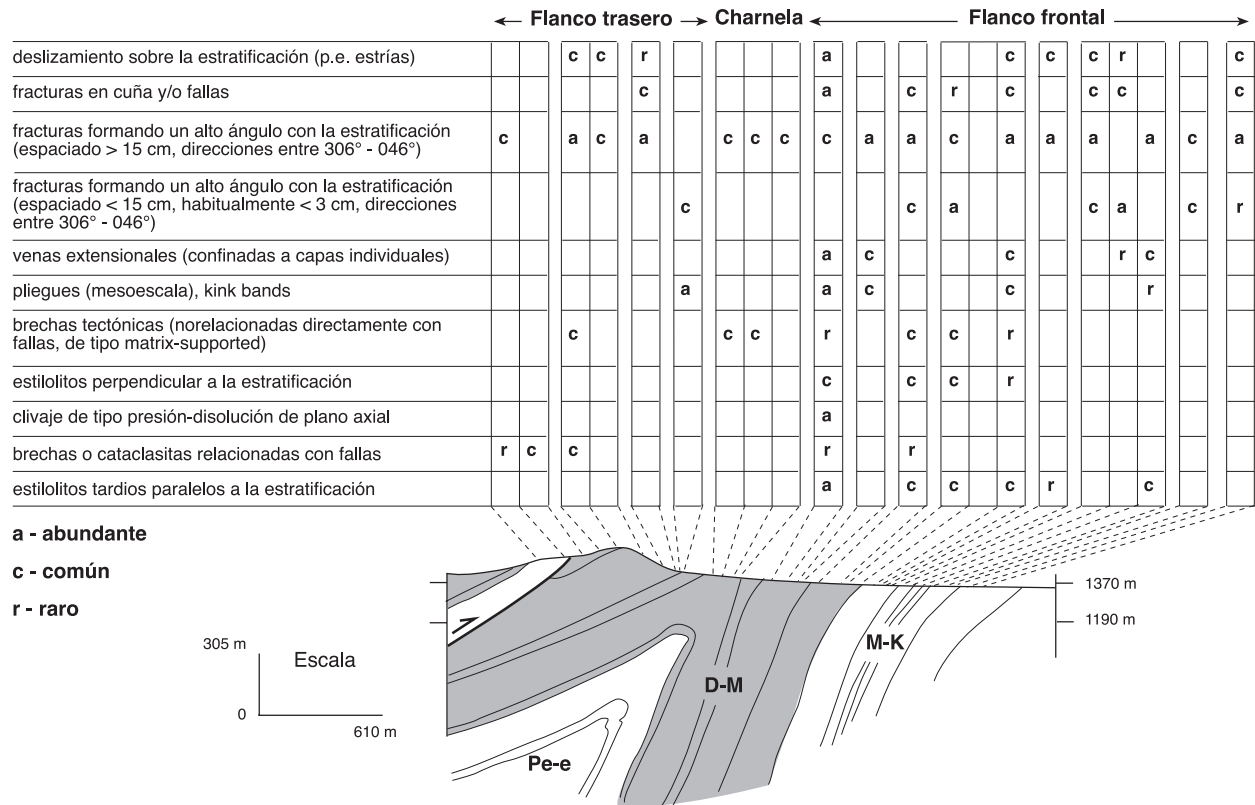 Flanco trasero Charnela Flanco frontal
deslizamiento sobre la estratificación (p.e. estrías) c c r a c c c r c
fracturas en cuña y/o fallas c a c r c c c c
fracturas formando un alto ángulo con la estratificación
(espaciado > 15 cm, direcciones entre 306° - 046°)
c a c a c c c c a a c a a a a c a
fracturas formando un alto ángulo con la estratificación
(espaciado < 15 cm, habitualmente < 3 cm, direcciones
entre 306° - 046°)
c c a c a c r
venas extensionales (confinadas a capas individuales) a c c r c
pliegues (mesoescala), kink bands a a c c r
brechas tectónicas (norelacionadas directamente con
fallas, de tipo matrix-supported)
c c c r c c r
estilolitos perpendicular a la estratificación c c c r
clivaje de tipo presión-disolución de plano axial a
brechas o cataclasitas relacionadas con fallas r c c r r
estilolitos tardios paralelos a la estratificación a c c c r c
a - abundante
c - común
r - raro
305 m
Escala
0
610 m
1370 m
1190 m
M-K
D-M
Pe-e